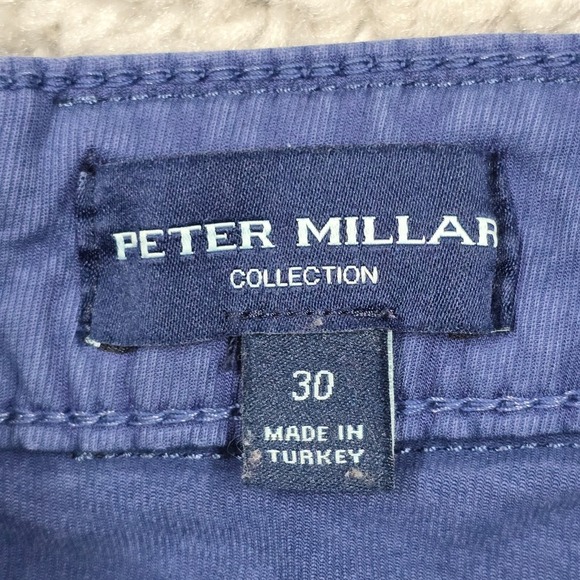 PETER MILLAR
COLLECTION
30
MADE IN
TURKEY